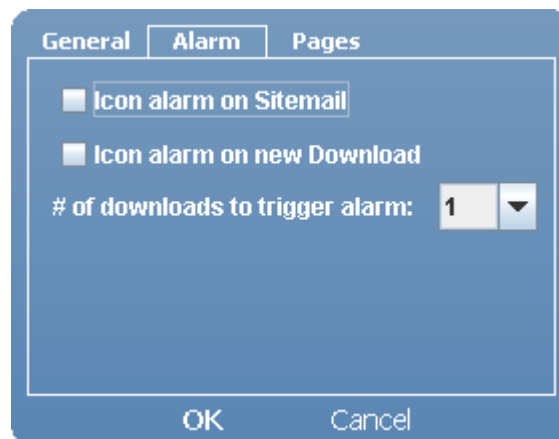 General Alarm Pages
Icon alarm on Sitemail
Icon alarm on new Download
# of downloads to trigger alarm: 1
OK Cancel